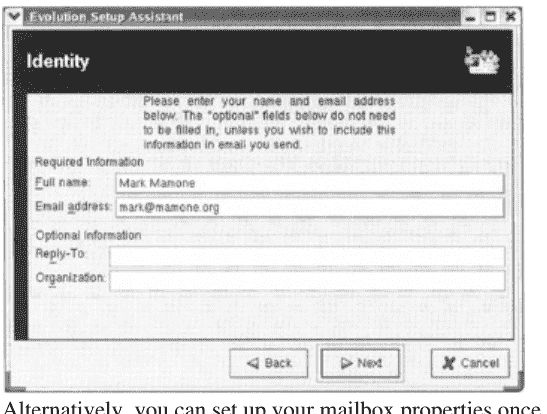 Evolution Setup Assistant
Identity
Please enter your name and email address
below. The "optional" fields below do not need
to be filled in, unless you wish to include this
information in email you send.
Required Information
Full name: Mark Mamone
Email address: mark@mamone.org
Optional Information
Reply-To:
Organization:
Back Next Cancel
Alternatively, you can set up your mailbox properties once